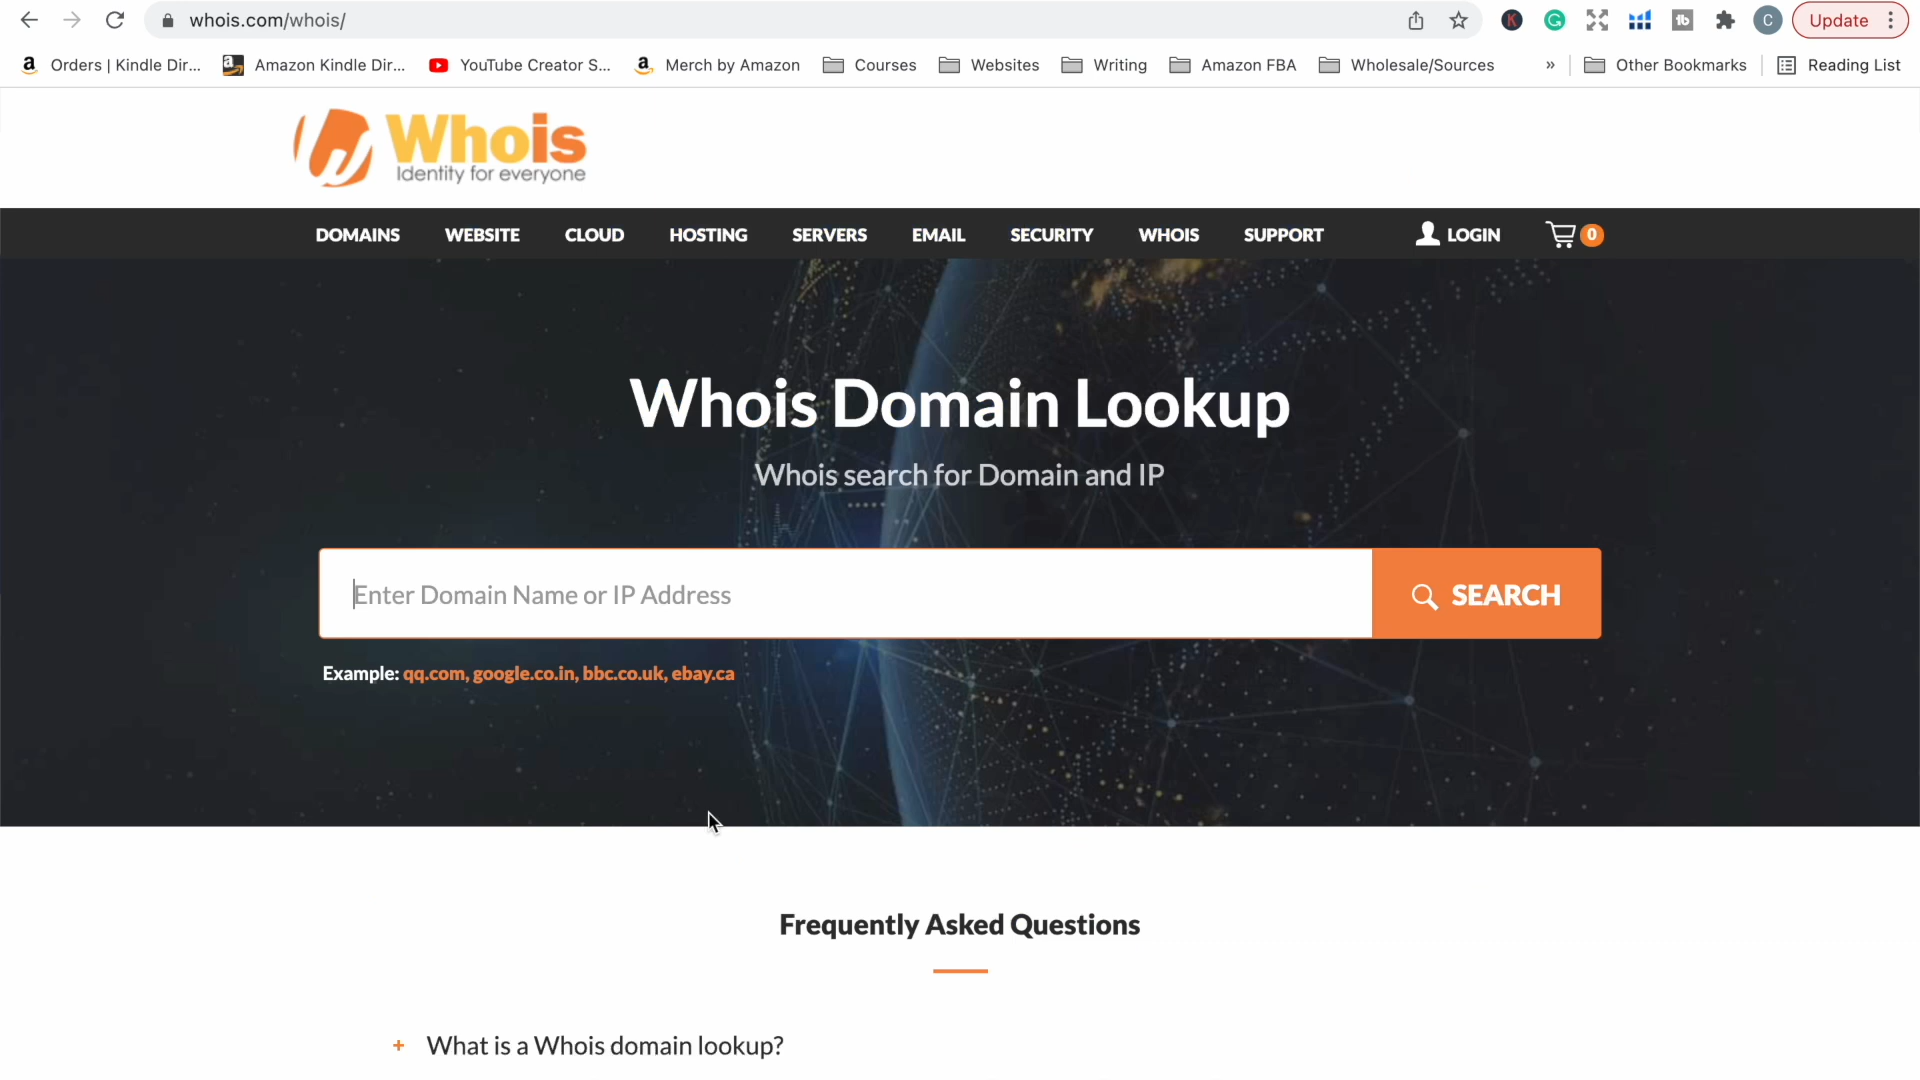 whois.com/whois/
K
G
tb
C
Update
a Orders | Kindle Dir...
a Amazon Kindle Dir...
YouTube Creator S...
a Merch by Amazon
Courses
Websites
Writing
Amazon FBA
Wholesale/Sources
»
Other Bookmarks
Reading List
Whois
Identity for everyone
DOMAINS WEBSITE CLOUD HOSTING SERVERS EMAIL SECURITY WHOIS SUPPORT LOGIN 0
Whois Domain Lookup
Whois search for Domain and IP
Enter Domain Name or IP Address
SEARCH
Example: qq.com, google.co.in, bbc.co.uk, ebay.ca
Frequently Asked Questions
+ What is a Whois domain lookup?